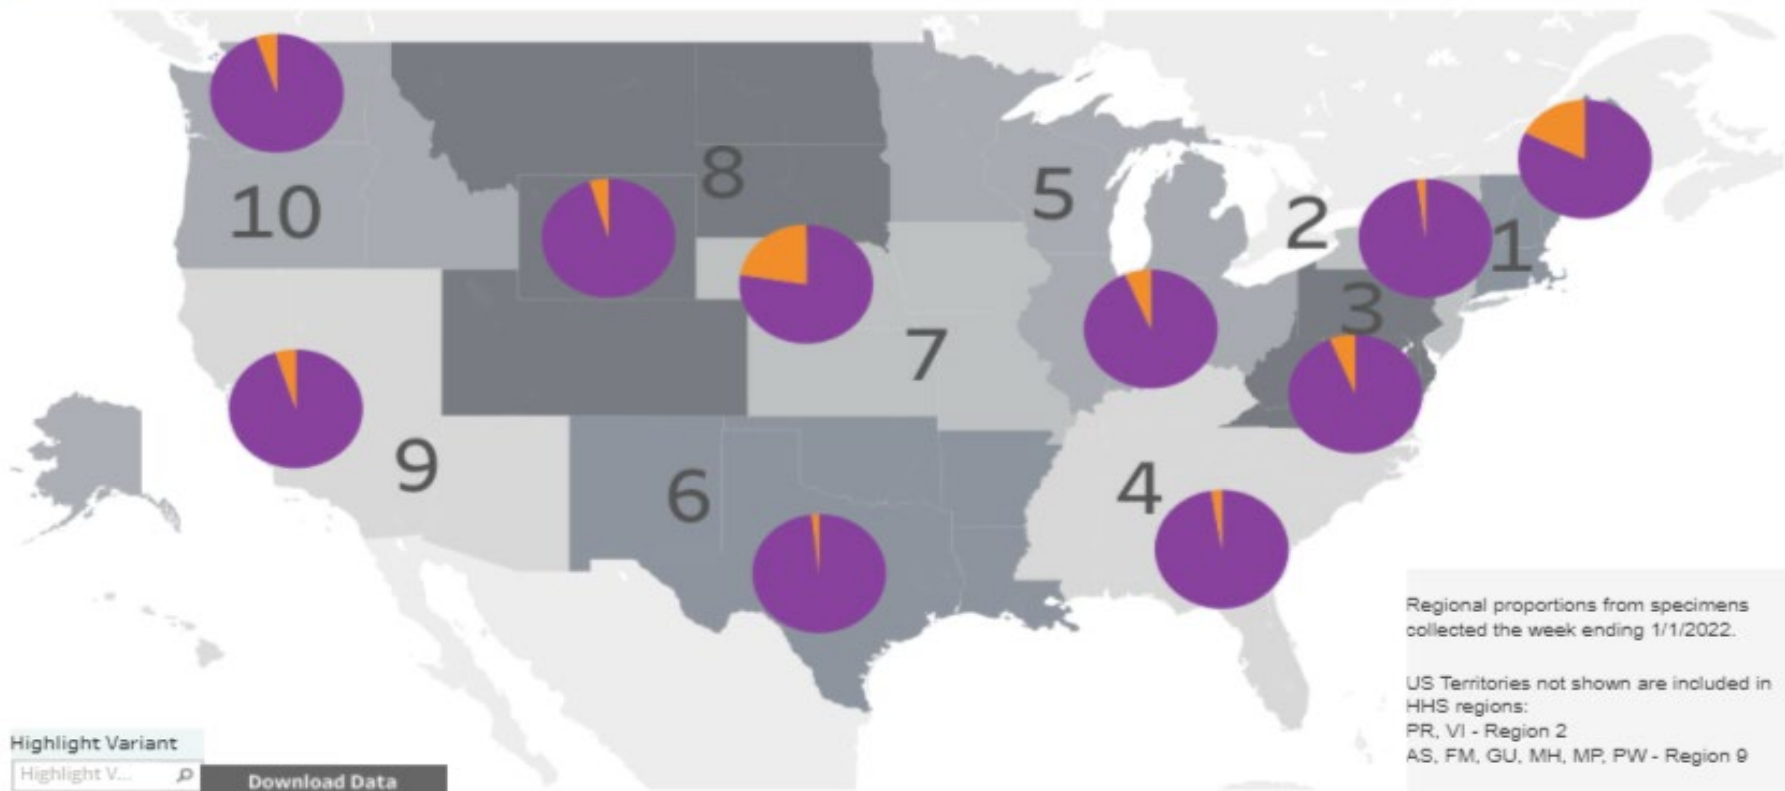 8
10
5
2
1
3
7
9
6
4
Regional proportions from specimens
collected the week ending 1/1/2022.
US Territories not shown are included in
HHS regions:
PR, VI - Region 2
AS, FM, GU, MH, MP, PW - Region 9
Highlight Variant
Highlight V...
Download Data